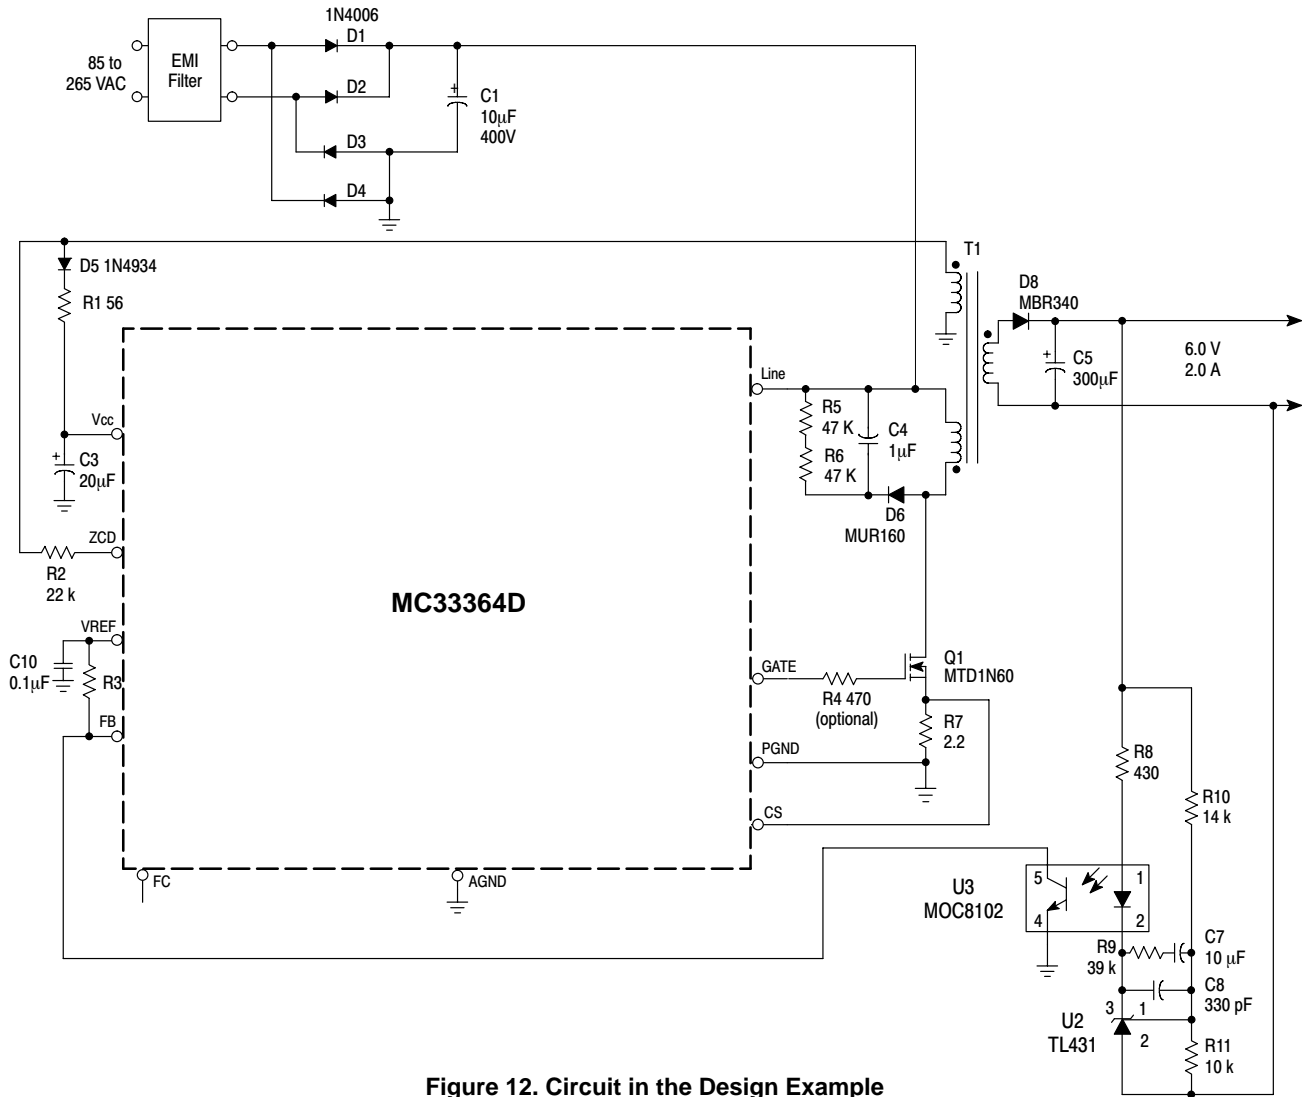 1N4006
D1
85 to
265 VAC
EMI
Filter
D2
C1
10µF
400V
D3
D4
D5 1N4934
R1 56
T1
D8
MBR340
C5
300µF
6.0 V
2.0 A
Line
R5
47 K
C4
1µF
R6
47 K
D6
MUR160
Vcc
C3
20µF
ZCD
R2
22 k
MC33364D
VREF
C10
0.1µF
R3
FB
GATE
R4 470
(optional)
Q1
MTD1N60
R7
2.2
PGND
CS
FC
AGND
R8
430
R10
14 k
U3
MOC8102
5
4
1
2
R9
39 k
C7
10 µF
C8
330 pF
U2
TL431
3
1
2
R11
10 k
Figure 12. Circuit in the Design Example